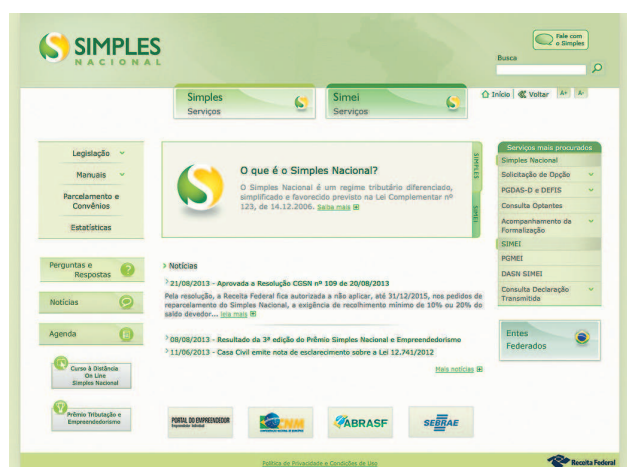 SIMPLES
NACIONAL
Fale com
o Simples
Busca
Início
Voltar
A+
A-
Simples
Serviços
Simei
Serviços
Legislação
Manuais
Parcelamento e
Convênios
Estatísticas
O que é o Simples Nacional?
O Simples Nacional é um regime tributário diferenciado,
simplificado e favorecido previsto na Lei Complementar nº
123, de 14.12.2006. Saiba mais
SIMPLES
SIMEI
Serviços mais procurados
Simples Nacional
Solicitação de Opção
PGDAS-D e DEFIS
Consulta Optantes
Acompanhamento da
Formalização
SIMEI
PGMEI
DASN SIMEI
Consulta Declaração
Transmitida
Entes
Federados
Perguntas e
Respostas
Notícias
Agenda
Curso à Distância
On Line
Simples Nacional
Prêmio Tributação e
Empreendedorismo
Notícias
21/08/2013 - Aprovada a Resolução CGSN nº 109 de 20/08/2013
Pela resolução, a Receita Federal fica autorizada a não aplicar, até 31/12/2015, nos pedidos de
reparcelamento do Simples Nacional, a exigência de recolhimento mínimo de 10% ou 20% do
saldo devedor... leia mais
08/08/2013 - Resultado da 3ª edição do Prêmio Simples Nacional e Empreendedorismo
11/06/2013 - Casa Civil emite nota de esclarecimento sobre a Lei 12.741/2012
Mais notícias
PORTAL DO EMPREENDEDOR
Empreendedor Individual
CNM
ABRASF
SEBRAE
Política de Privacidade e Condições de Uso
Receita Federal